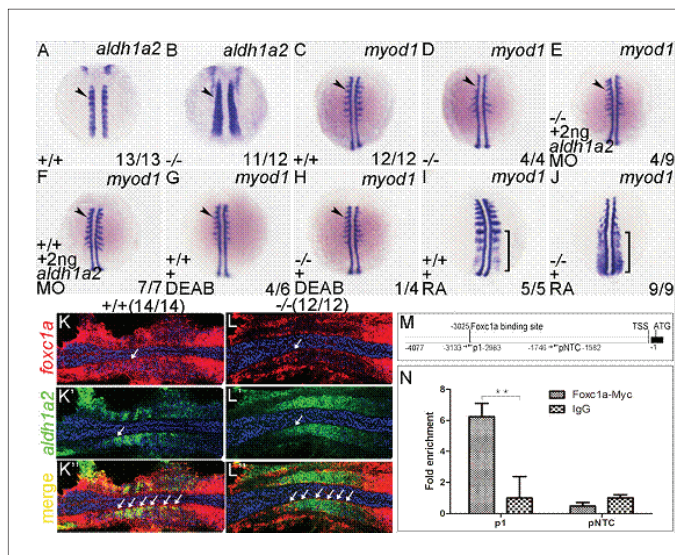 A aldh1a2 +/+ 13/13
B aldh1a2 -/- 11/12
C myod1 +/+ 12/12
D myod1 -/- 4/4
E myod1 -/- +2ng aldh1a2 MO 4/9
F myod1 +/+ +2ng aldh1a2 MO 7/7
G myod1 +/+ + DEAB 4/6
H myod1 -/- + DEAB 1/4
I myod1 +/+ + RA 5/5
J myod1 -/- + RA 9/9
+/+(14/14) -/-(12/12)
K L foxc1a
K' L' aldh1a2
K'' L'' merge
M
-3025 Foxc1a binding site TSS ATG
-4077 -3133 p1 -2963 -1746 pNTC -1582 -1
N
Fold enrichment
8
6
4
2
0
**
Foxc1a-Myc
IgG
p1 pNTC